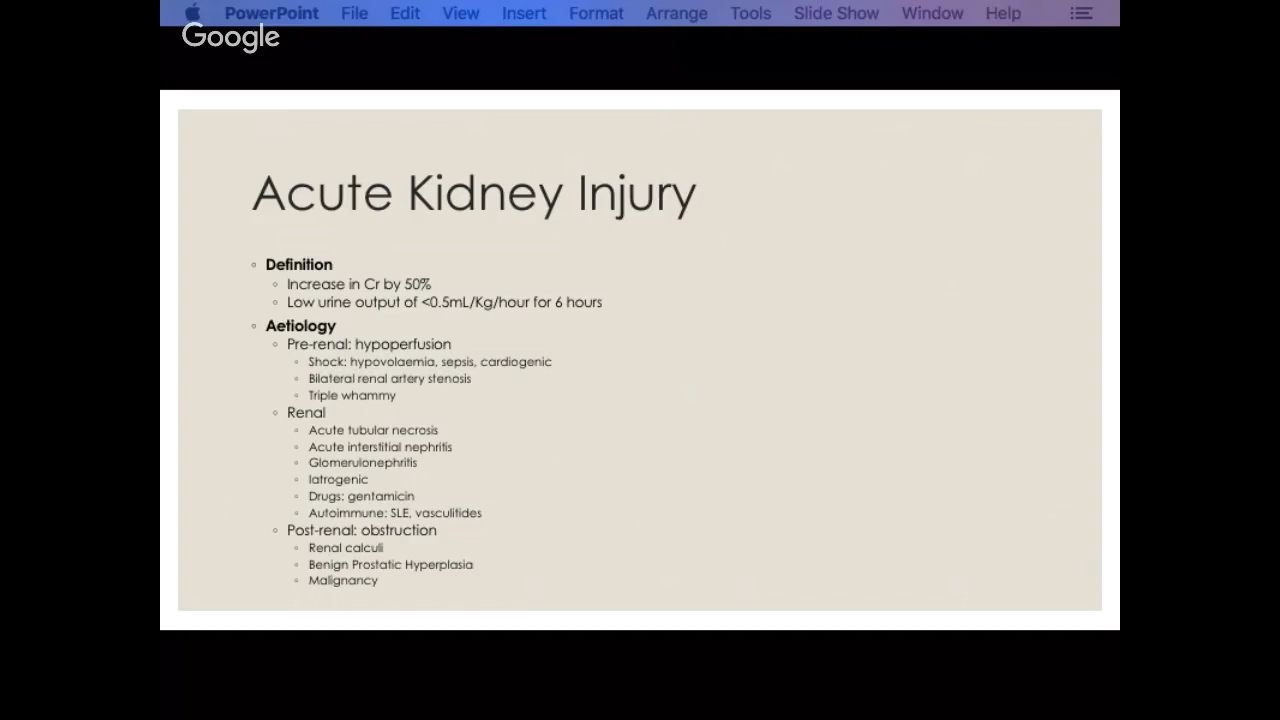 PowerPoint File Edit View Insert Format Arrange Tools Slide Show Window Help
Google
Acute Kidney Injury
Definition
Increase in Cr by 50%
Low urine output of <0.5mL/Kg/hour for 6 hours
Aetiology
Pre-renal: hypoperfusion
Shock: hypovolaemia, sepsis, cardiogenic
Bilateral renal artery stenosis
Triple whammy
Renal
Acute tubular necrosis
Acute interstitial nephritis
Glomerulonephritis
Iatrogenic
Drugs: gentamicin
Autoimmune: SLE, vasculitides
Post-renal: obstruction
Renal calculi
Benign Prostatic Hyperplasia
Malignancy